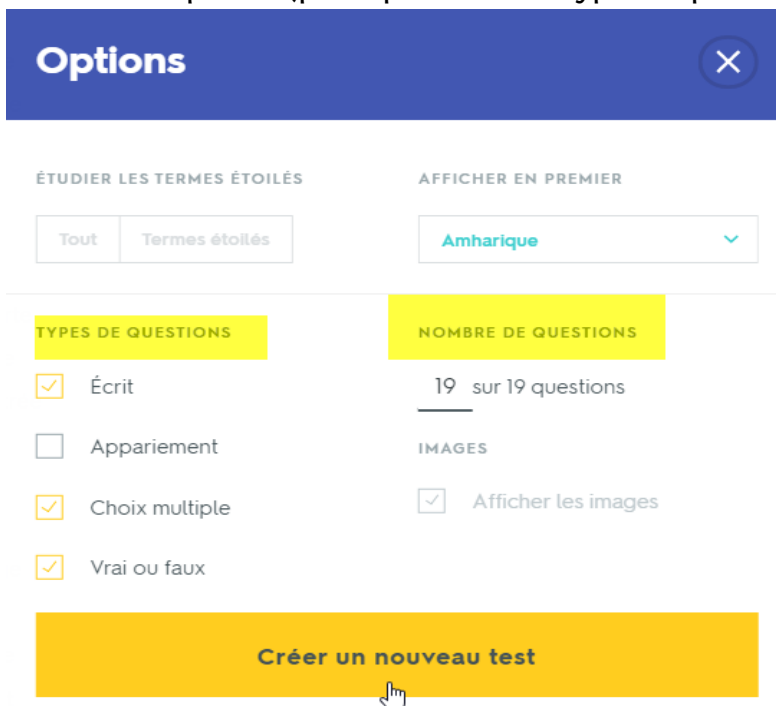 Options
ÉTUDIER LES TERMES ÉTOILÉS
AFFICHER EN PREMIER
Tout Termes étoilés
Amharique
TYPES DE QUESTIONS
NOMBRE DE QUESTIONS
Écrit
19 sur 19 questions
Appariement
IMAGES
Choix multiple
Afficher les images
Vrai ou faux
Créer un nouveau test